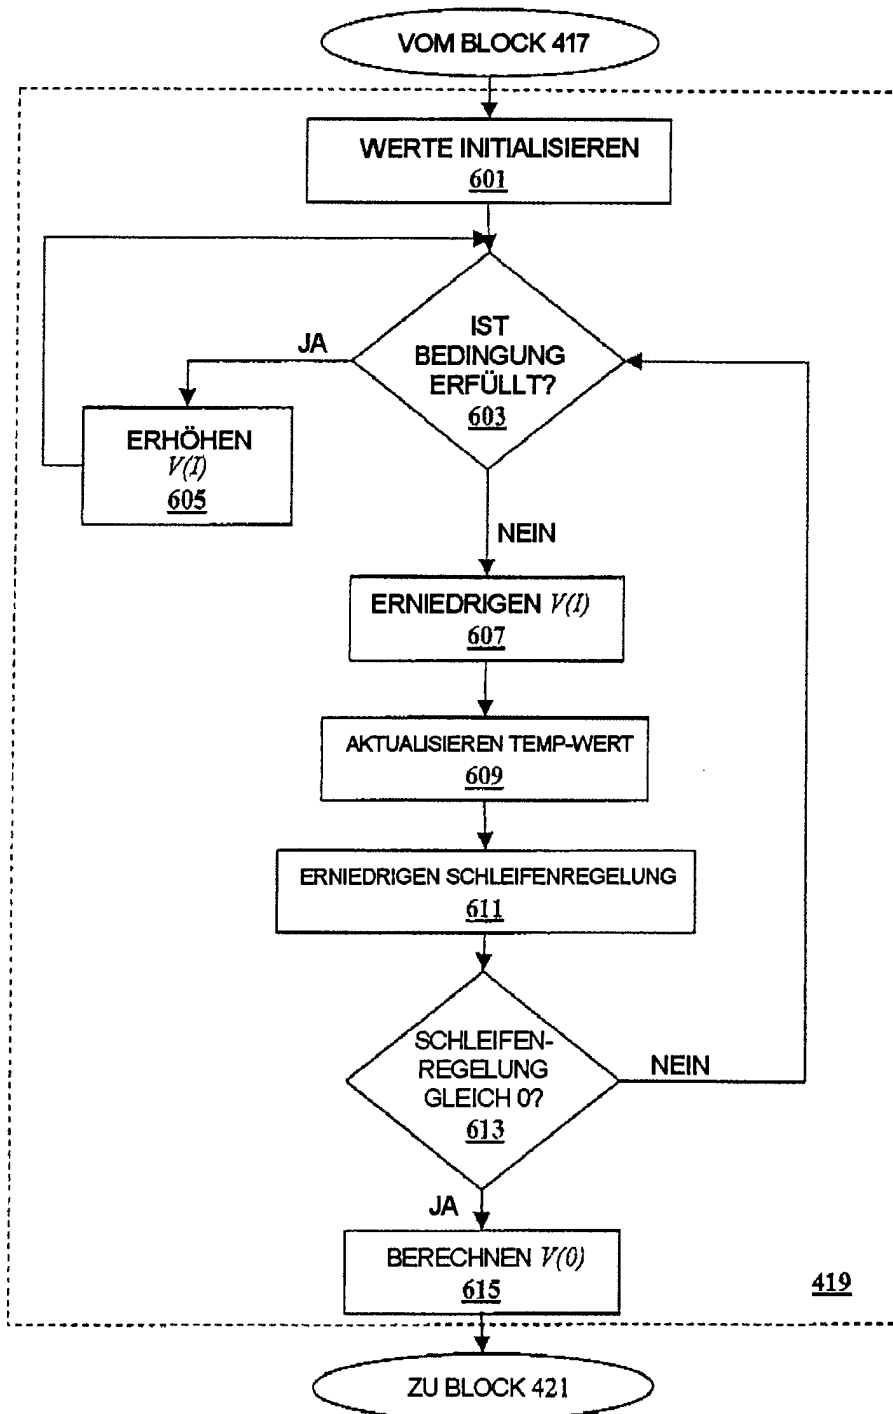 VOM BLOCK 417
WERTE INITIALISIEREN
601
IST
BEDINGUNG
ERFÜLLT?
603
JA
ERHÖHEN
V(I)
605
NEIN
ERNIEDRIGEN V(I)
607
AKTUALISIEREN TEMP-WERT
609
ERNIEDRIGEN SCHLEIFENREGELUNG
611
SCHLEIFEN-
REGELUNG
GLEICH 0?
613
NEIN
JA
BERECHNEN V(0)
615
419
ZU BLOCK 421